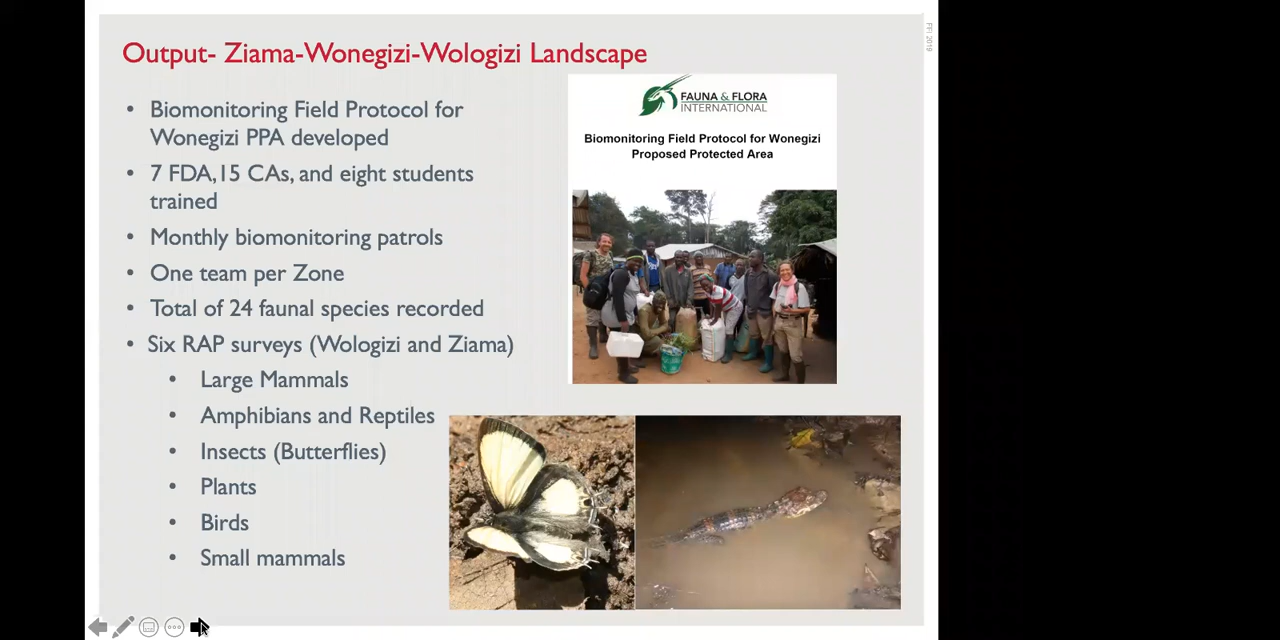 Output- Ziama-Wonegizi-Wologizi Landscape
• Biomonitoring Field Protocol for
Wonegizi PPA developed
• 7 FDA, 15 CAs, and eight students
trained
• Monthly biomonitoring patrols
• One team per Zone
• Total of 24 faunal species recorded
• Six RAP surveys (Wologizi and Ziama)
• Large Mammals
• Amphibians and Reptiles
• Insects (Butterflies)
• Plants
• Birds
• Small mammals
FAUNA & FLORA
INTERNATIONAL
Biomonitoring Field Protocol for Wonegizi
Proposed Protected Area
FFI 2019